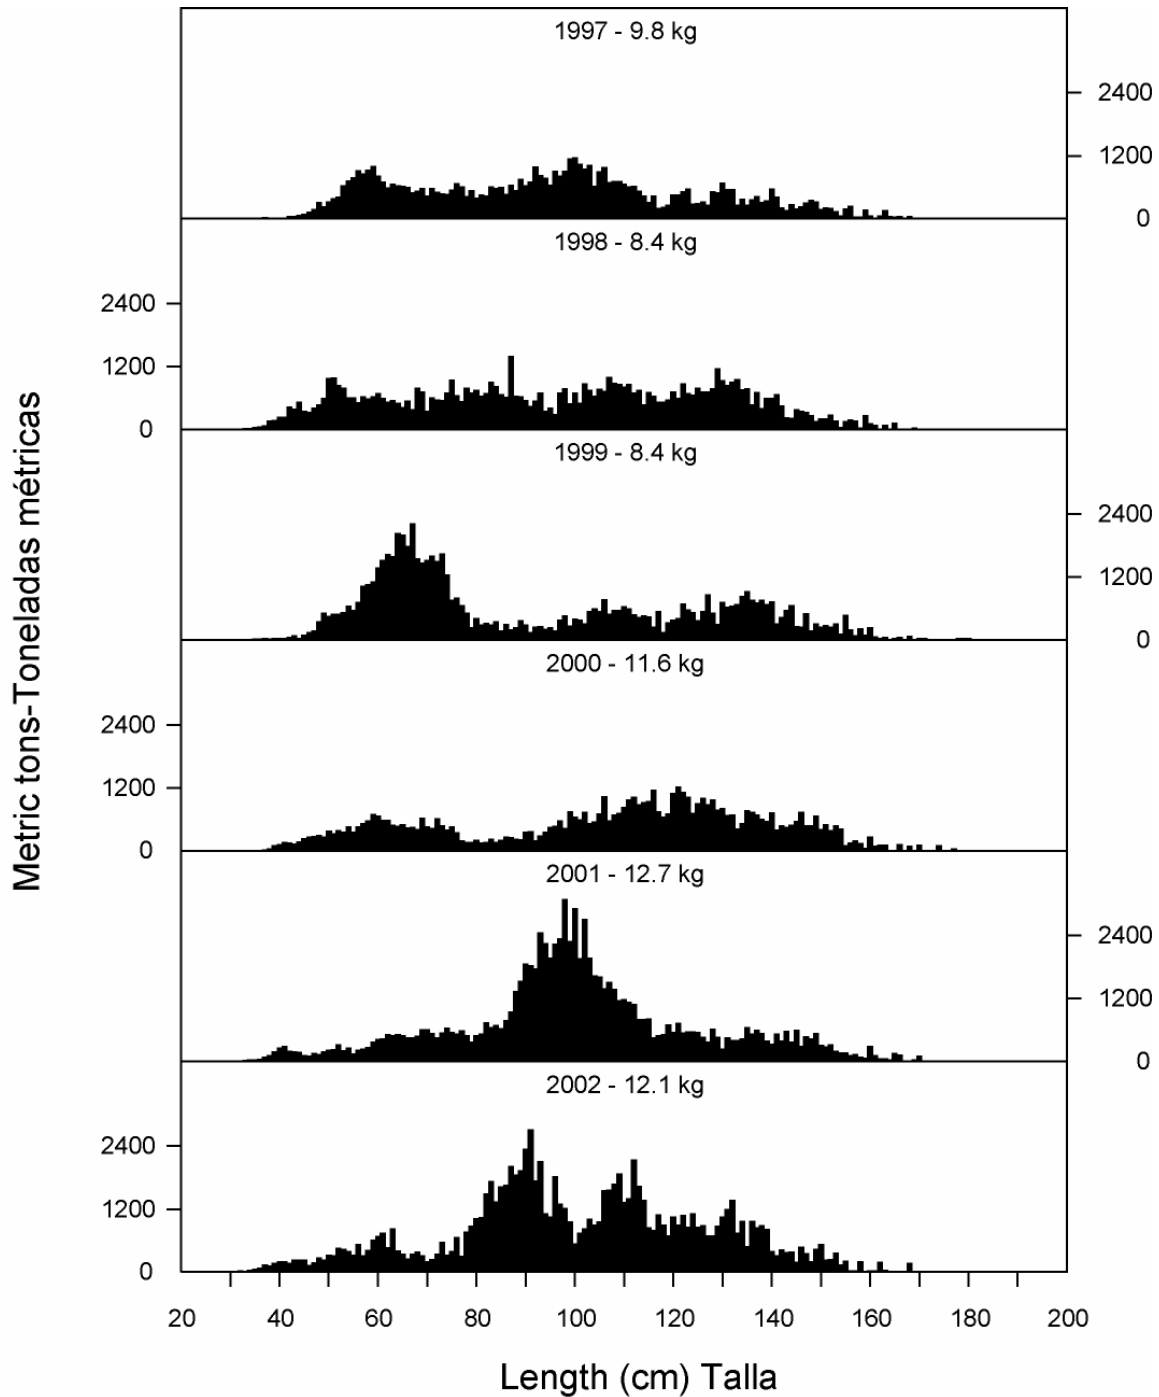 1997 - 9.8 kg
2400
1200
0
1998 - 8.4 kg
2400
1200
0
1999 - 8.4 kg
2400
1200
0
2000 - 11.6 kg
2400
1200
0
2001 - 12.7 kg
2400
1200
0
2002 - 12.1 kg
2400
1200
0
Metric tons-Toneladas métricas
20 40 60 80 100 120 140 160 180 200
Length (cm) Talla